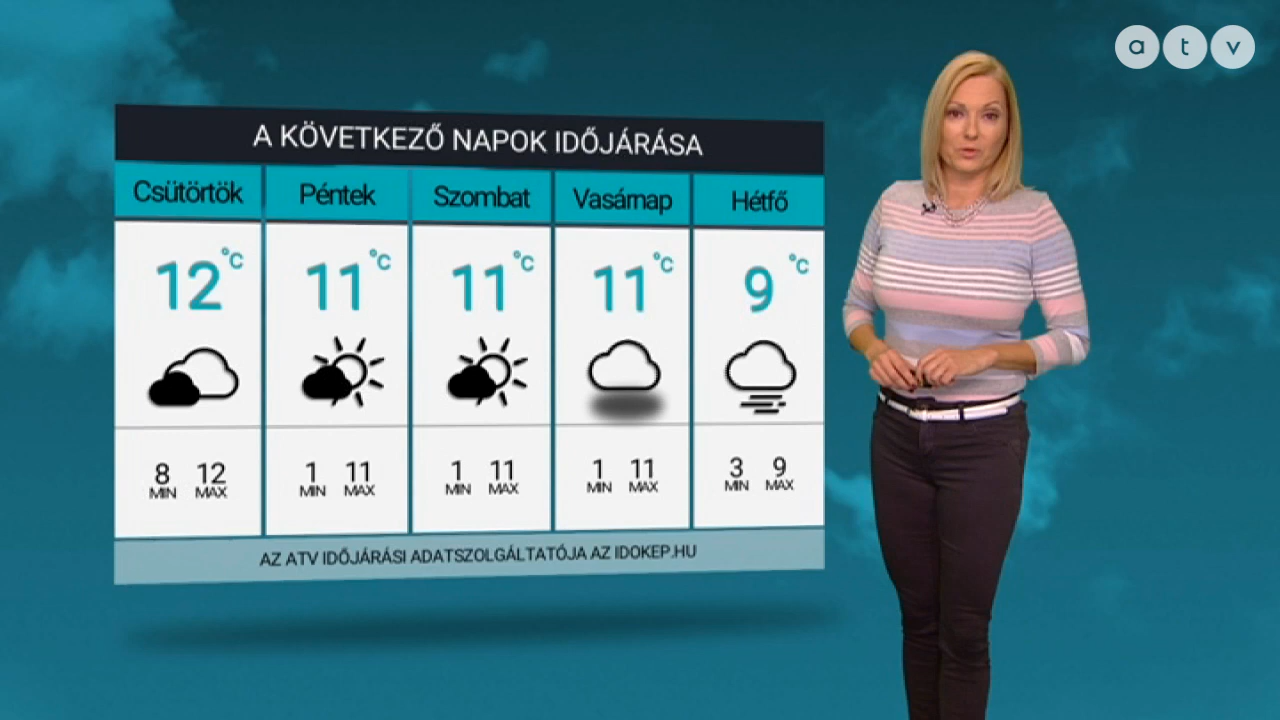 a t v
A KÖVETKEZŐ NAPOK IDŐJÁRÁSA
Csütörtök Péntek Szombat Vasárnap Hétfő
12 °C 11 °C 11 °C 11 °C 9 °C
8 12 1 11 1 11 1 11 3 9
MIN MAX MIN MAX MIN MAX MIN MAX MIN MAX
AZ ATV IDŐJÁRÁSI ADATSZOLGÁLTATÓJA AZ IDOKEP.HU